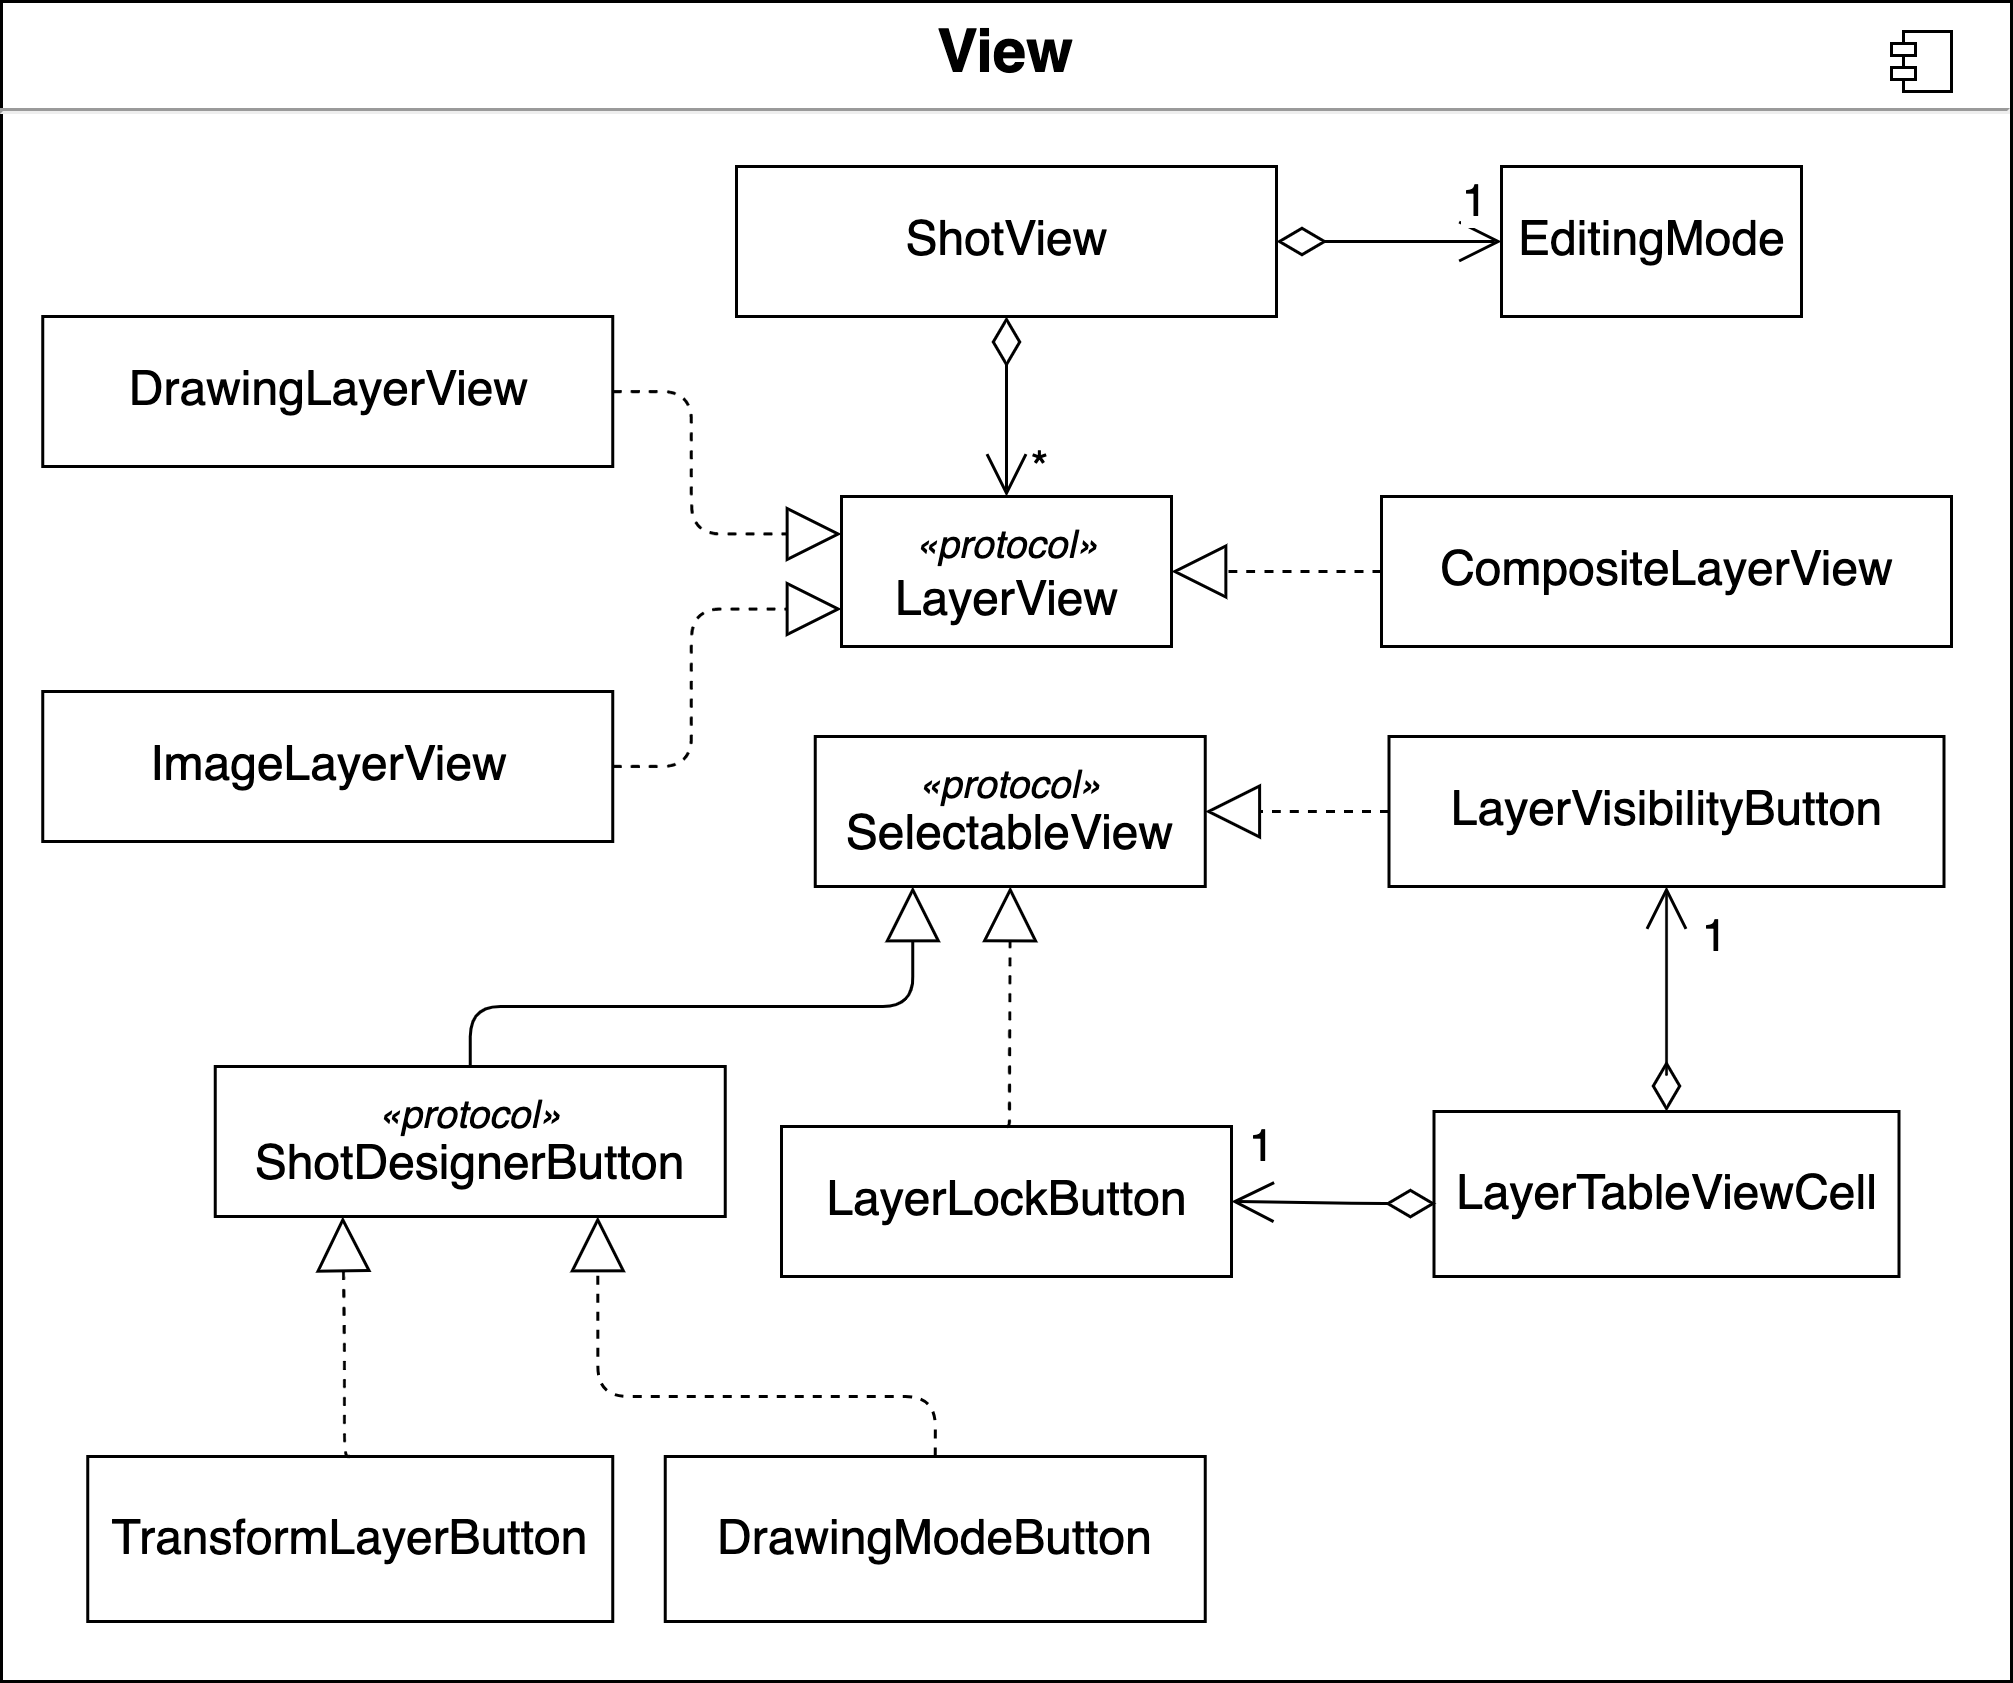 View
ShotView
1
EditingMode
DrawingLayerView
*
«protocol»
LayerView
CompositeLayerView
ImageLayerView
«protocol»
SelectableView
LayerVisibilityButton
1
«protocol»
ShotDesignerButton
LayerLockButton
1
LayerTableViewCell
TransformLayerButton
DrawingModeButton